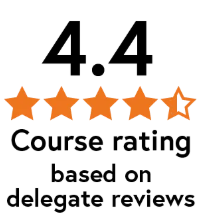 4.4
Course rating
based on
delegate reviews